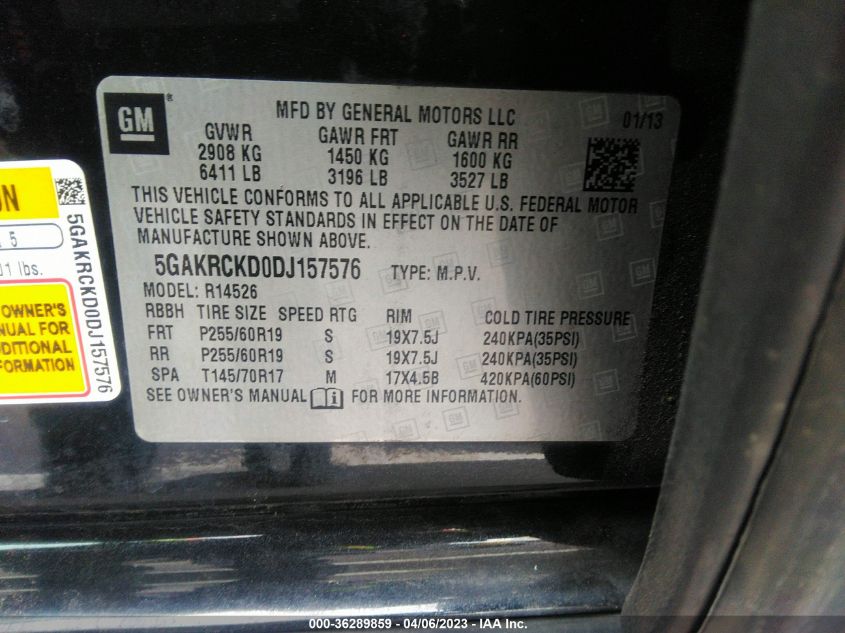 GM®
MFD BY GENERAL MOTORS LLC 01/13
GVWR GAWR FRT GAWR RR
2908 KG 1450 KG 1600 KG
6411 LB 3196 LB 3527 LB
THIS VEHICLE CONFORMS TO ALL APPLICABLE U.S. FEDERAL MOTOR
VEHICLE SAFETY STANDARDS IN EFFECT ON THE DATE OF
MANUFACTURE SHOWN ABOVE.
5GAKRCKD0DJ157576 TYPE: M.P.V.
MODEL: R14526
RBBH TIRE SIZE SPEED RTG RIM COLD TIRE PRESSURE
FRT P255/60R19 S 19X7.5J 240KPA(35PSI)
RR P255/60R19 S 19X7.5J 240KPA(35PSI)
SPA T145/70R17 M 17X4.5B 420KPA(60PSI)
SEE OWNER'S MANUAL i FOR MORE INFORMATION.
5
lbs.
OWNER'S
FOR
5GAKRCKD0DJ157576
000-36289859 - 04/06/2023 - IAA Inc.